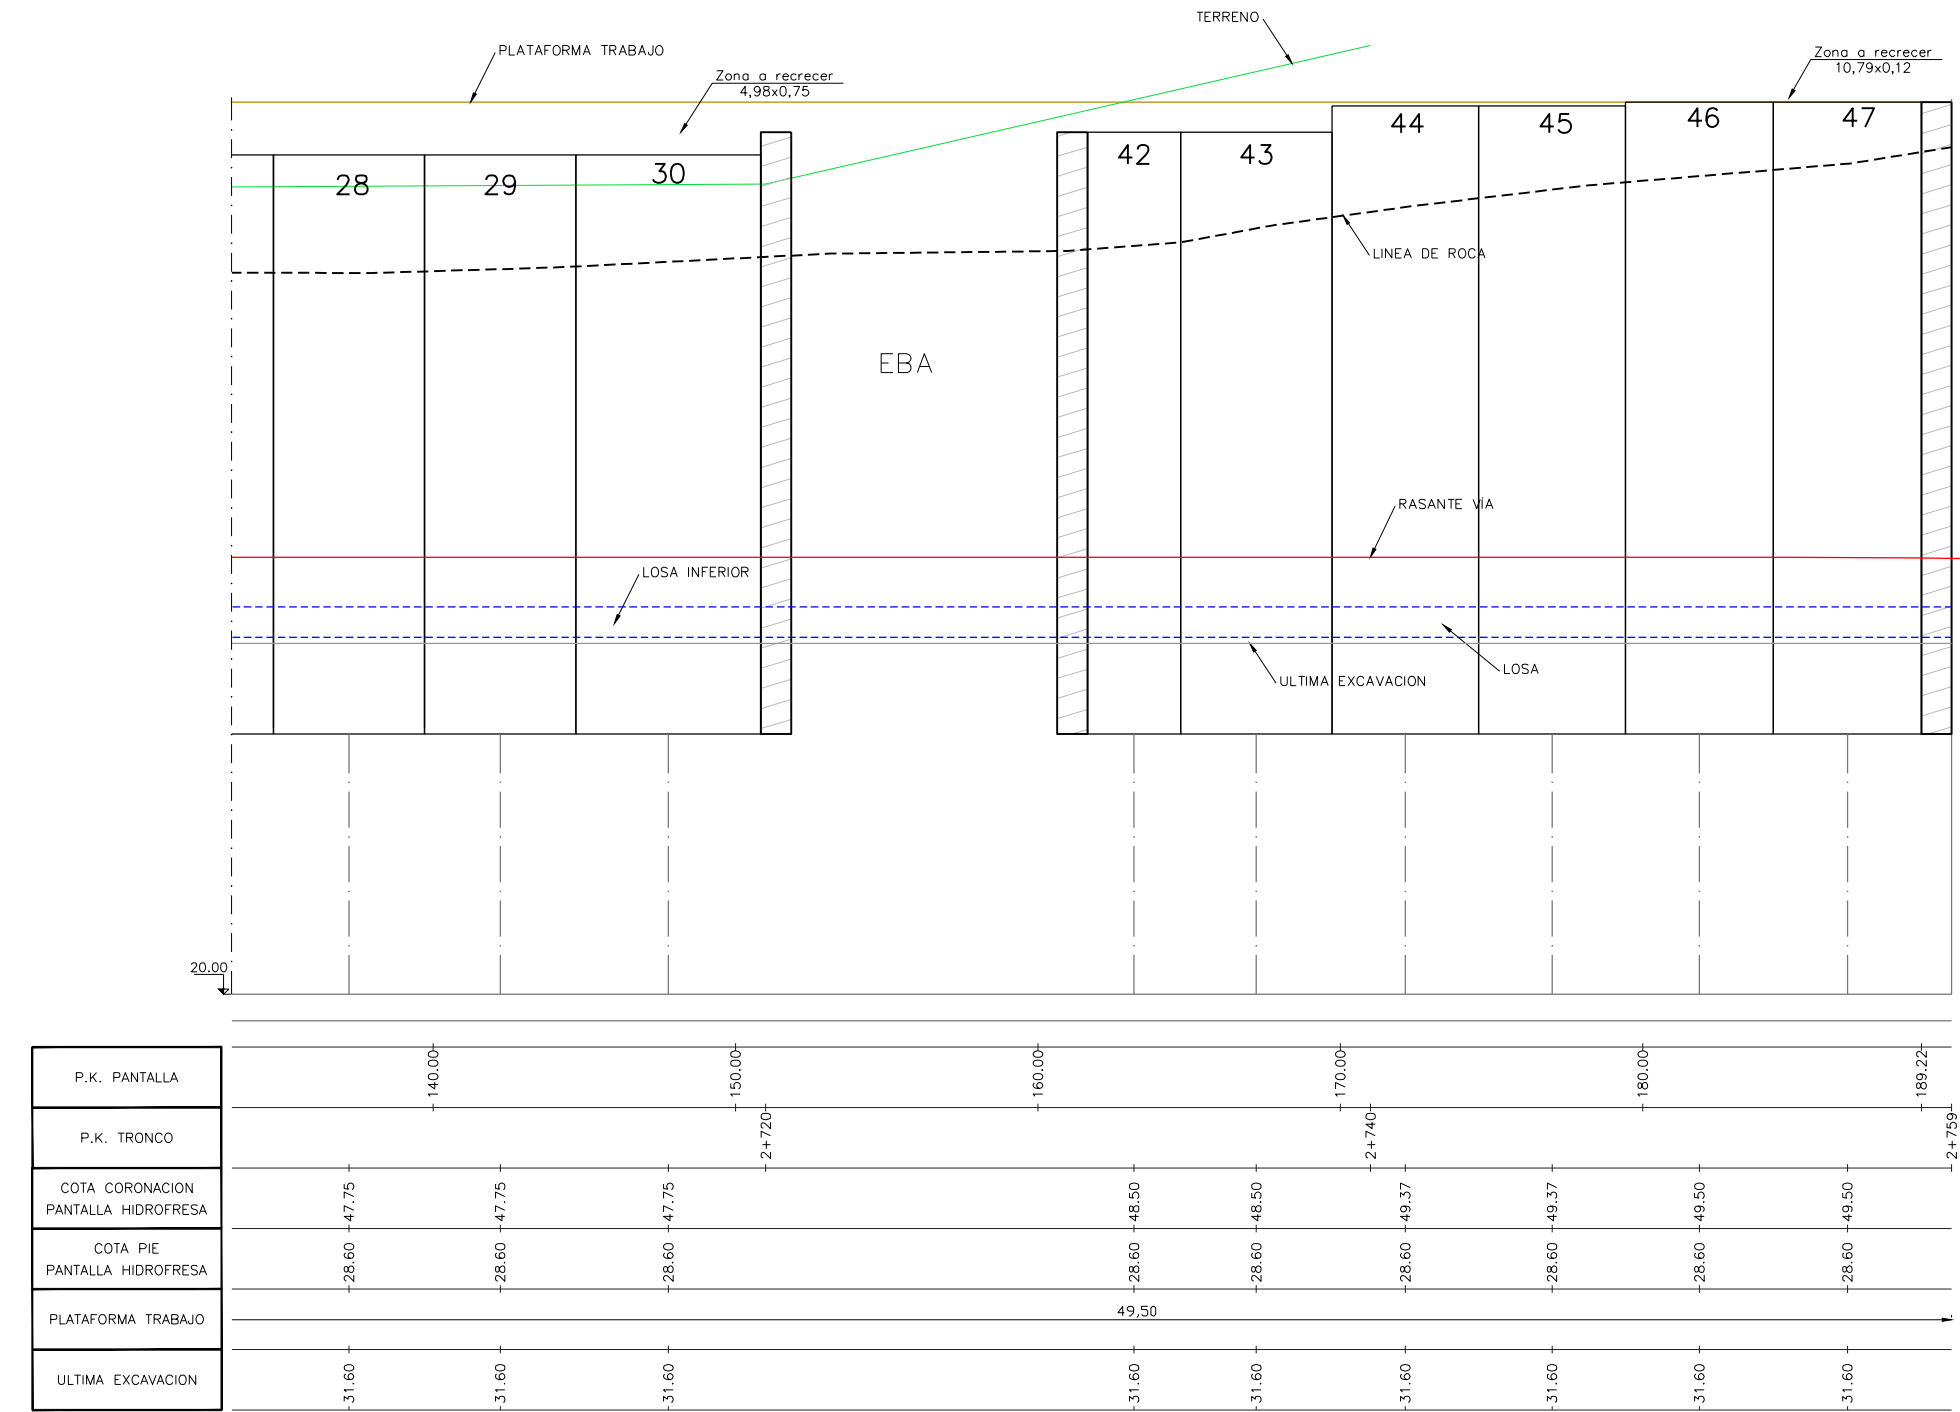 TERRENO
PLATAFORMA TRABAJO
Zona a recrecer
10,79x0,12
Zona a recrecer
4,98x0,75
28
29
30
42
43
44
45
46
47
LINEA DE ROCA
EBA
RASANTE VÍA
LOSA INFERIOR
LOSA
ULTIMA EXCAVACION
20.00
P.K. PANTALLA
140.00
150.00
160.00
170.00
180.00
189.22
P.K. TRONCO
2+720
2+740
2+759
COTA CORONACION
PANTALLA HIDROFRESA
47.75
47.75
47.75
48.50
48.50
49.37
49.37
49.50
49.50
COTA PIE
PANTALLA HIDROFRESA
28.60
28.60
28.60
28.60
28.60
28.60
28.60
28.60
28.60
PLATAFORMA TRABAJO
49,50
ULTIMA EXCAVACION
31.60
31.60
31.60
31.60
31.60
31.60
31.60
31.60
31.60